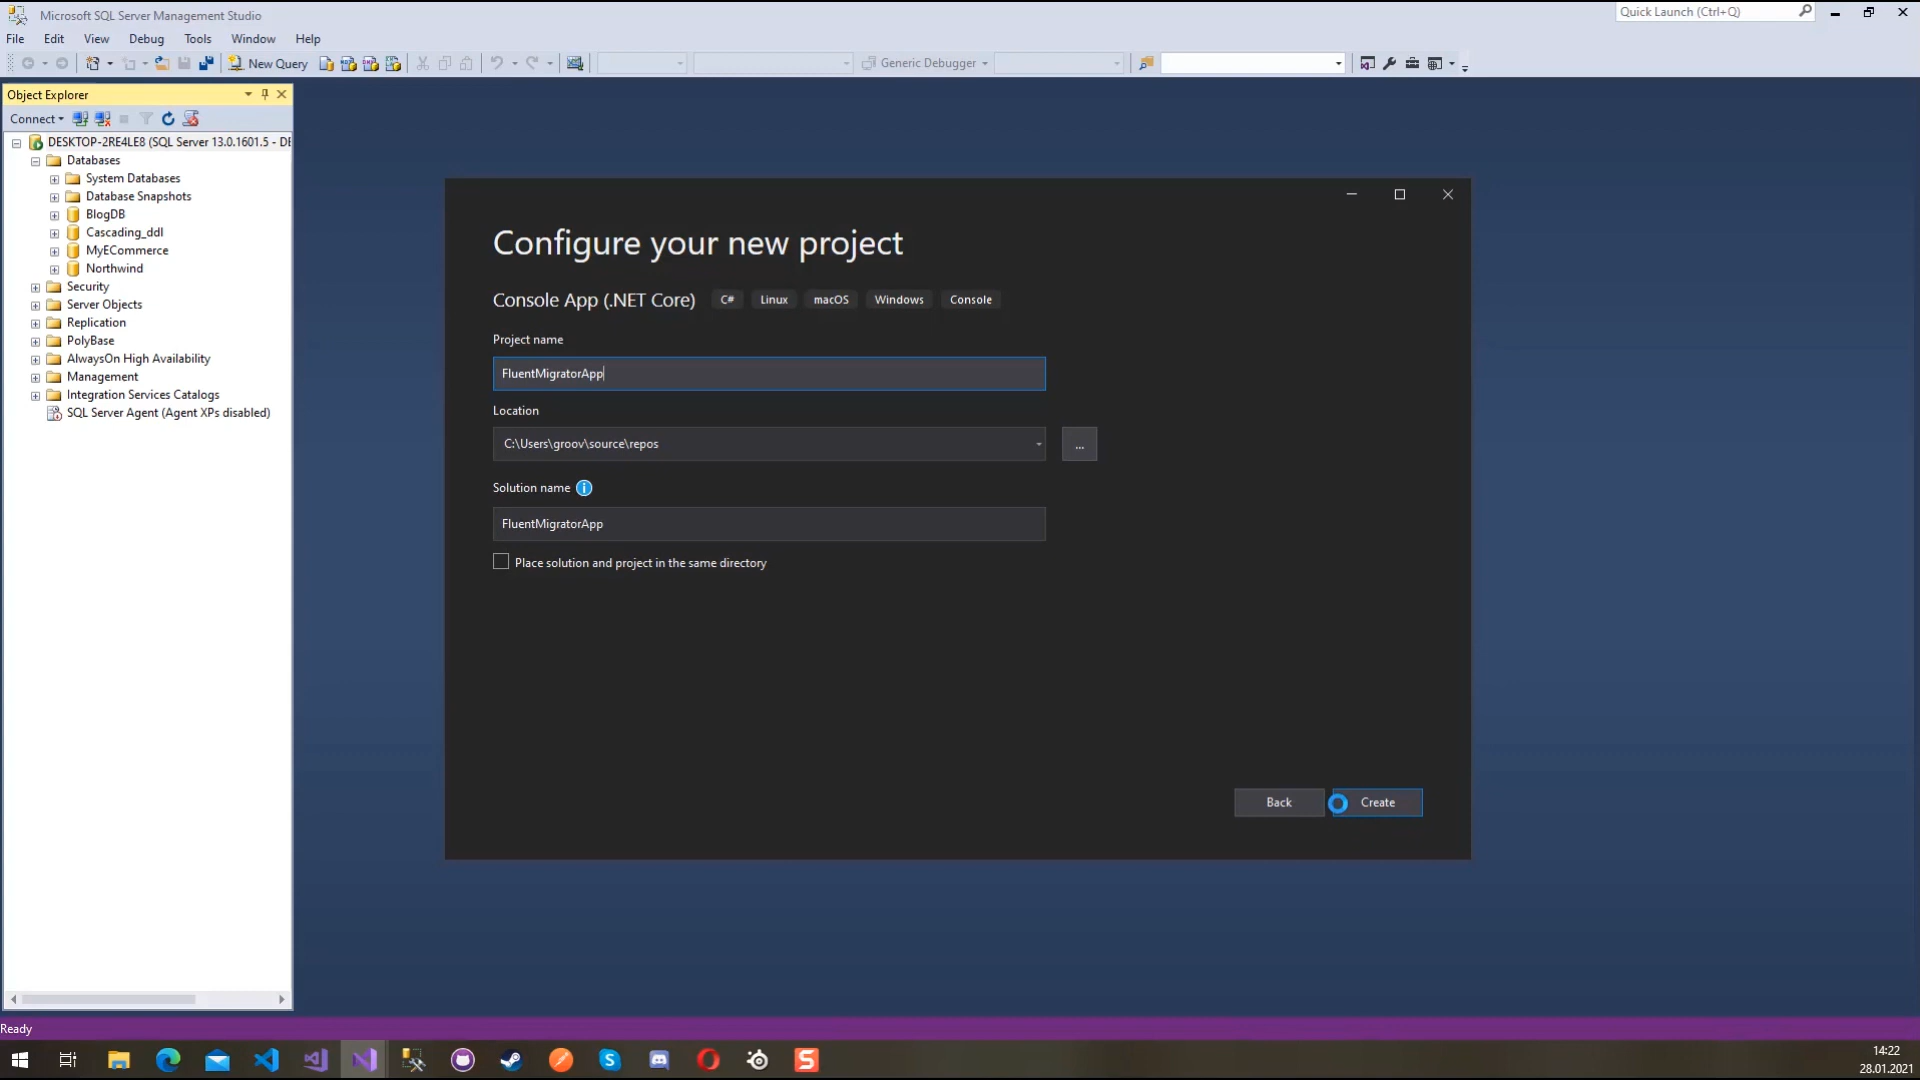 Microsoft SQL Server Management Studio
Quick Launch (Ctrl+Q)
File Edit View Debug Tools Window Help
New Query
Generic Debugger
Object Explorer
Connect
DESKTOP-2RE4LE8 (SQL Server 13.0.1601.5 - DE
Databases
System Databases
Database Snapshots
BlogDB
Cascading_ddl
MyECommerce
Northwind
Security
Server Objects
Replication
PolyBase
AlwaysOn High Availability
Management
Integration Services Catalogs
SQL Server Agent (Agent XPs disabled)
Configure your new project
Console App (.NET Core) C# Linux macOS Windows Console
Project name
FluentMigratorApp
Location
C:\Users\groov\source\repos
...
Solution name
FluentMigratorApp
Place solution and project in the same directory
Back Create
Ready
14:22
28.01.2021